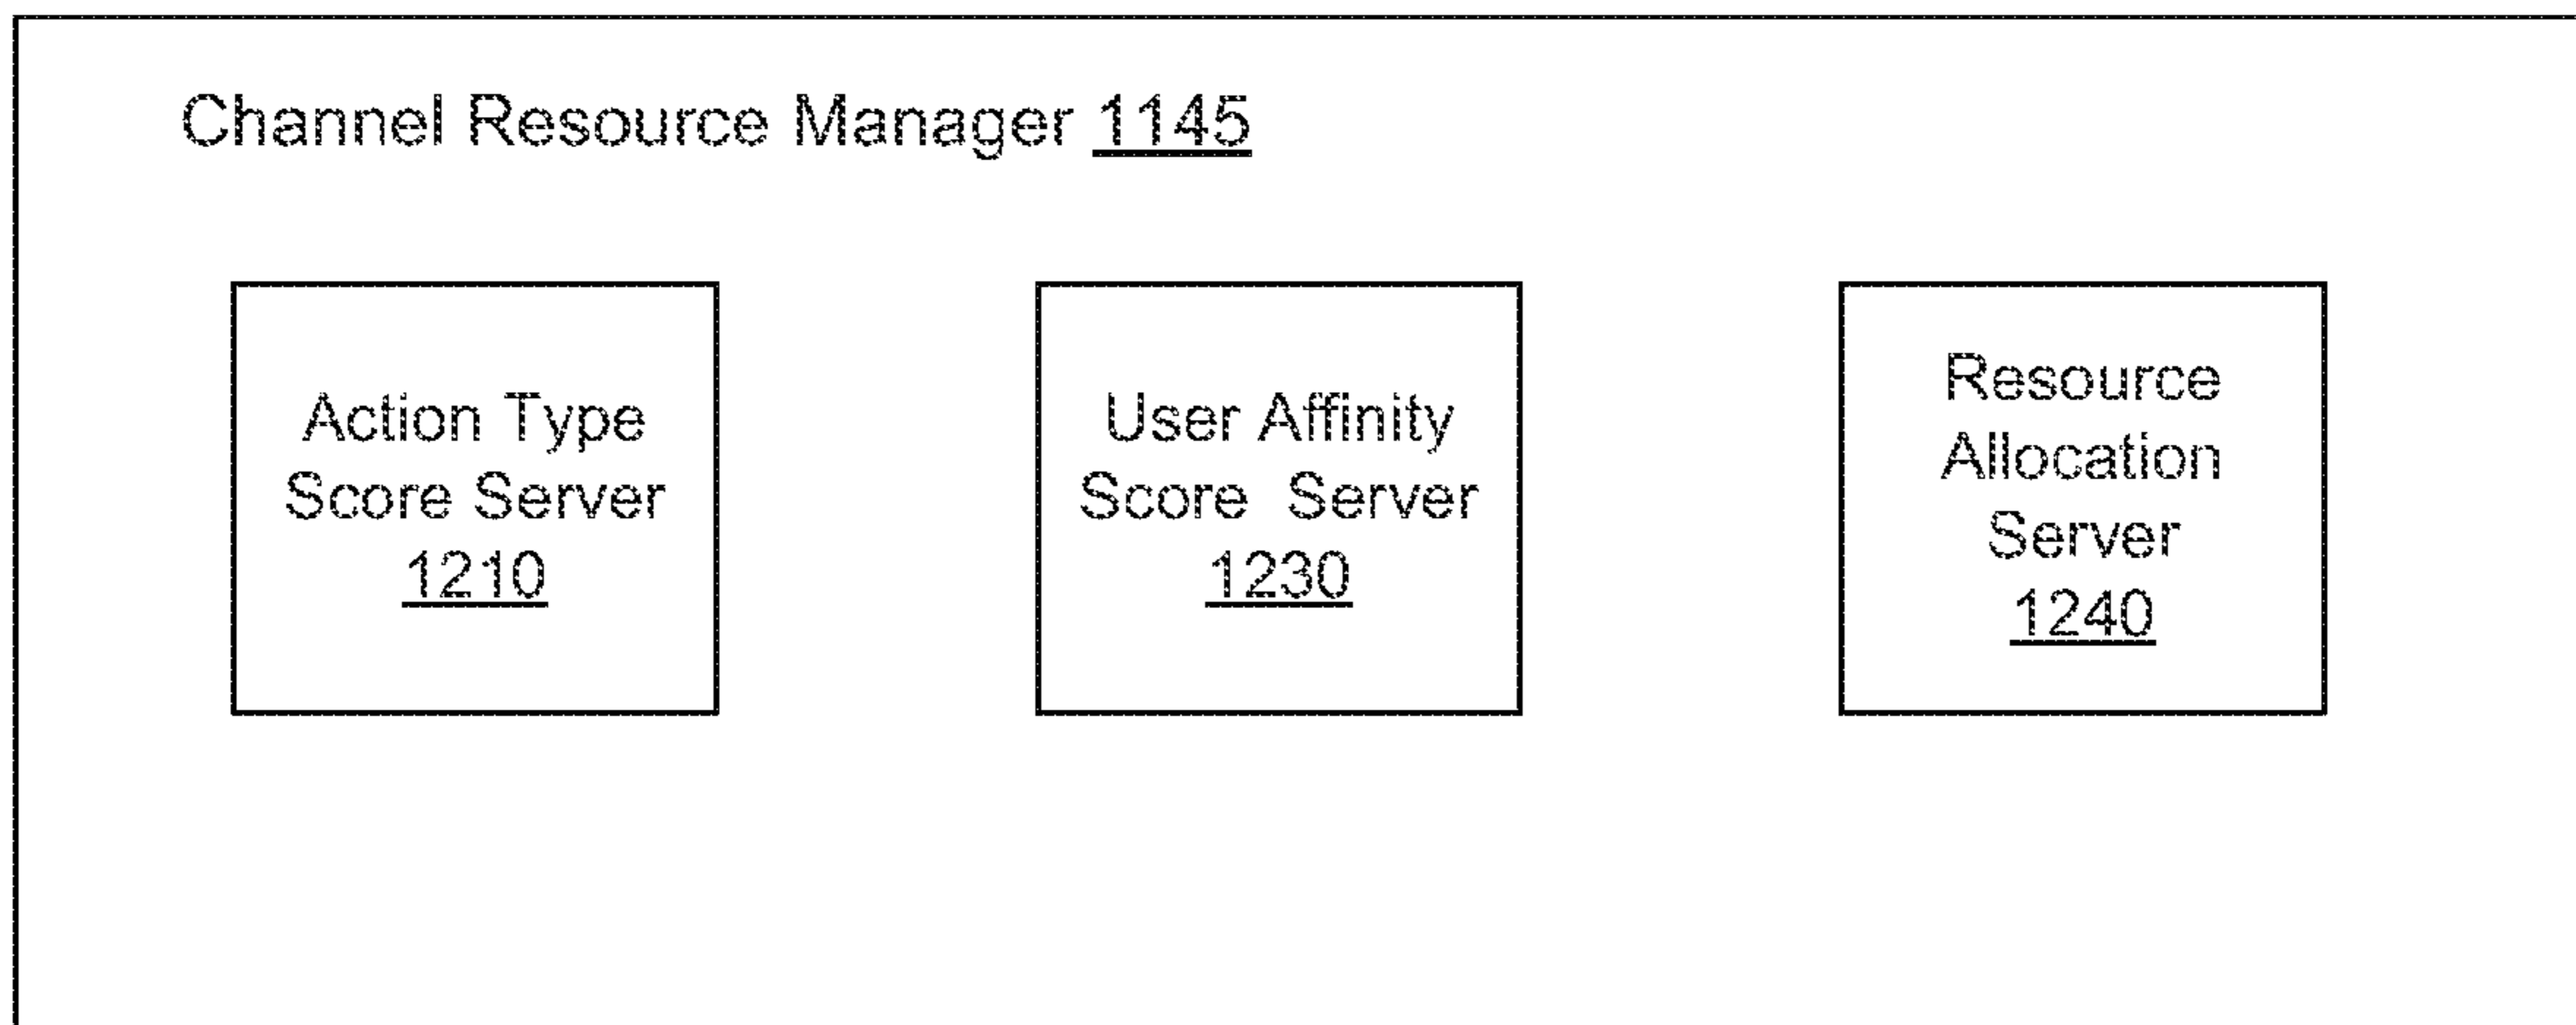 Channel Resource Manager 1145
Action Type
Score Server
1210
User Affinity
Score Server
1230
Resource
Allocation
Server
1240